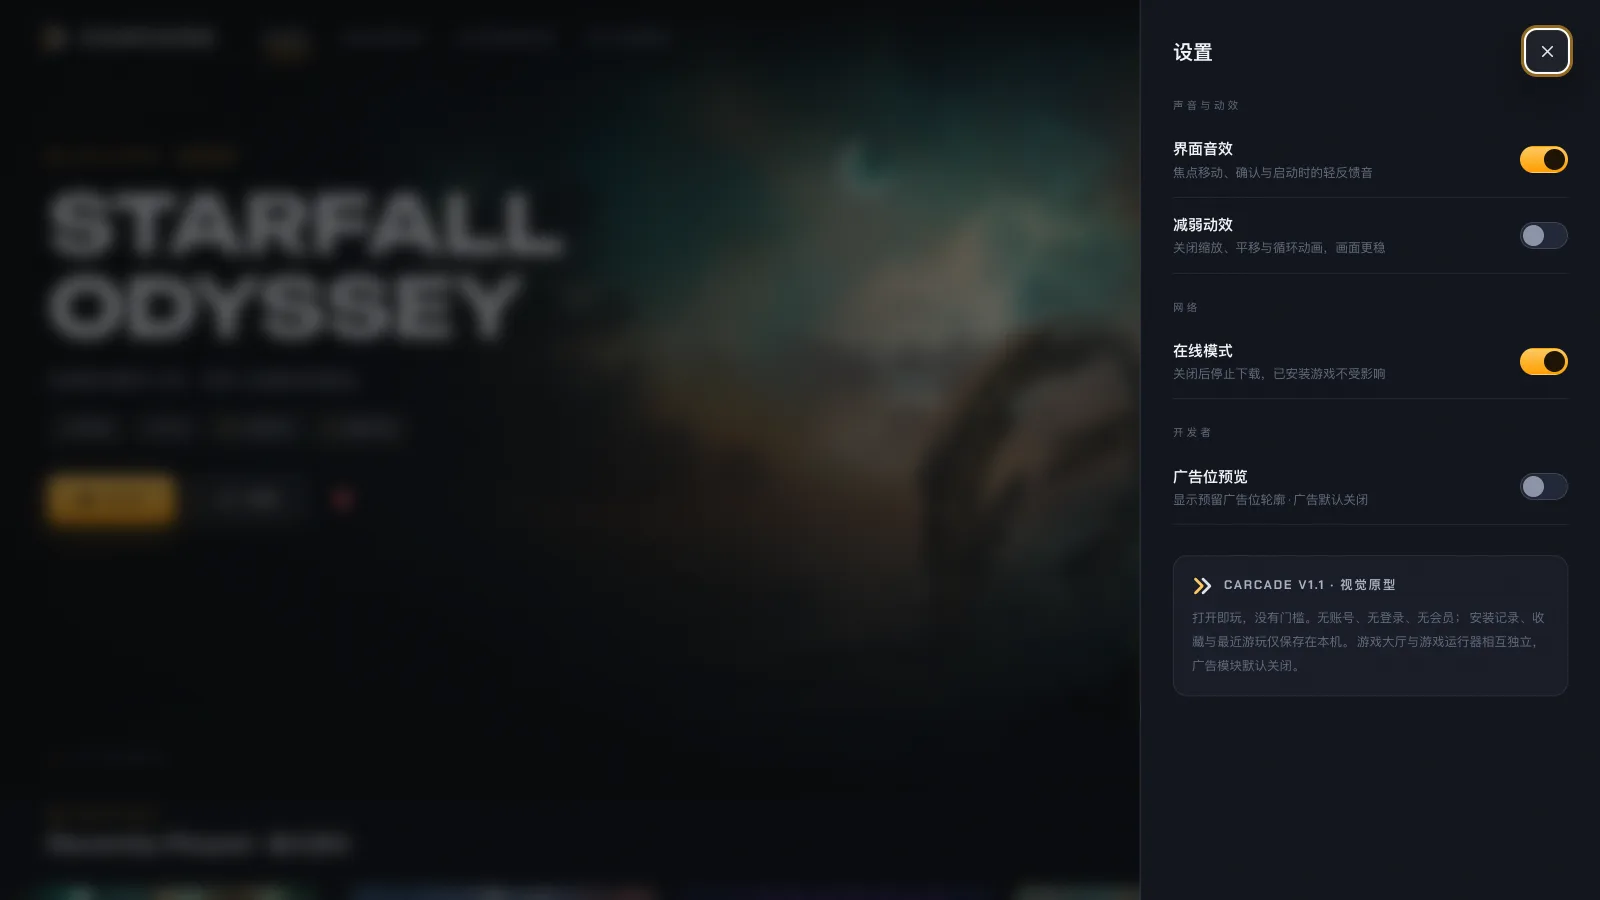 STARFALL
ODYSSEY
设置
声音与动效
界面音效
焦点移动、确认与启动时的轻反馈音
减弱动效
关闭缩放、平移与循环动画，画面更稳
网络
在线模式
关闭后停止下载，已安装游戏不受影响
开发者
广告位预览
显示预留广告位轮廓·广告默认关闭
CARCADE V1.1 · 视觉原型
打开即玩，没有门槛。无账号、无登录、无会员；安装记录、收
藏与最近游玩仅保存在本机。游戏大厅与游戏运行器相互独立，
广告模块默认关闭。